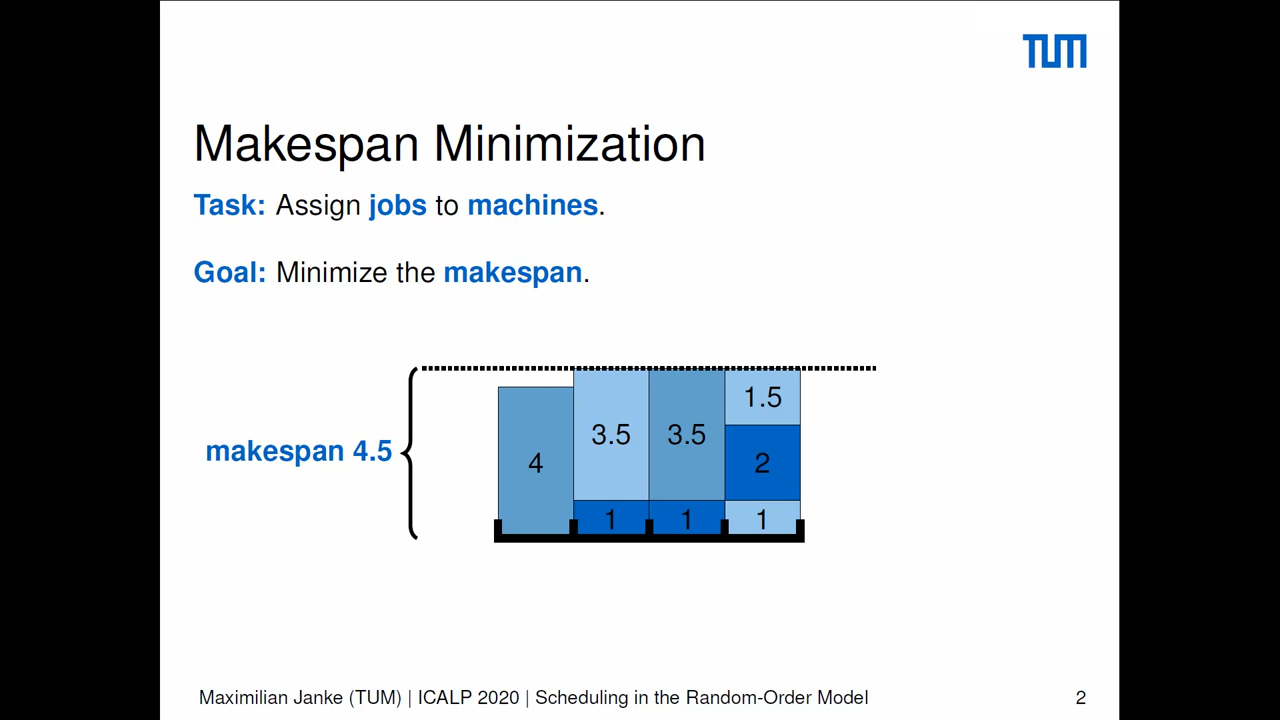 TUM
Makespan Minimization
Task: Assign jobs to machines.
Goal: Minimize the makespan.
makespan 4.5
4
3.5
3.5
1.5
2
1
1
1
Maximilian Janke (TUM) | ICALP 2020 | Scheduling in the Random-Order Model
2